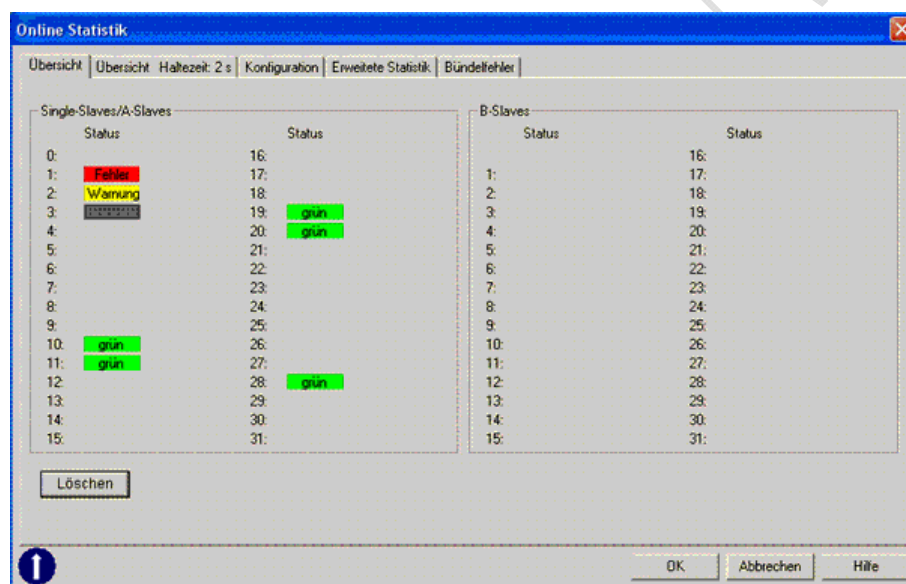 Online Statistik
Übersicht Übersicht Haltezeit: 2 s Konfiguration Erweitete Statistik Bündelfehler
Single-Slaves/A-Slaves B-Slaves
Status Status Status Status
0: 16: 16:
1: Fehler 17: 1: 17:
2: Warnung 18: 2: 18:
3: 19: grün 3: 19:
4: 20: grün 4: 20:
5: 21: 5: 21:
6: 22: 6: 22:
7: 23: 7: 23:
8: 24: 8: 24:
9: 25: 9: 25:
10: grün 26: 10: 26:
11: grün 27: 11: 27:
12: 28: grün 12: 28:
13: 29: 13: 29:
14: 30: 14: 30:
15: 31: 15: 31:
Löschen
OK Abbrechen Hilfe